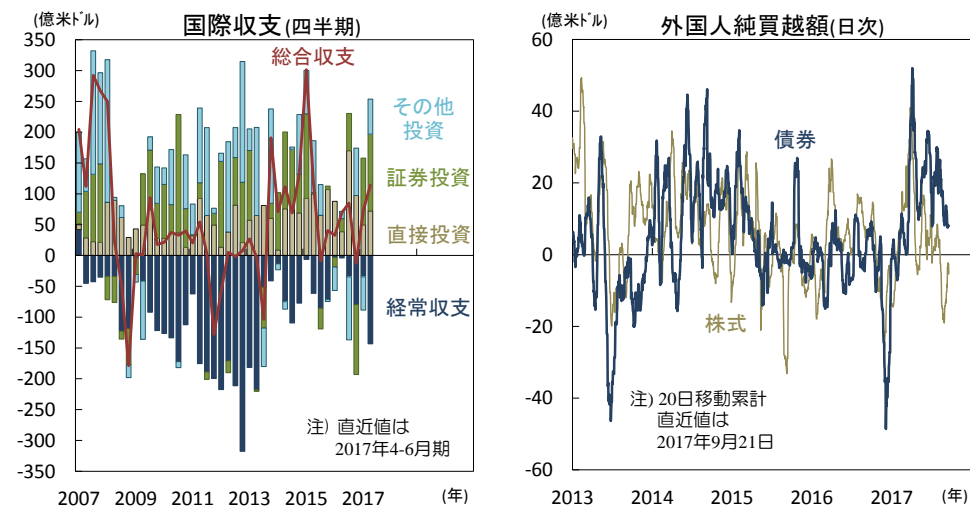 国際収支(四半期)
(億米ドル)
350
300
250
200
150
100
50
0
-50
-100
-150
-200
-250
-300
-350
総合収支
その他
投資
証券投資
直接投資
経常収支
注) 直近値は
2017年4-6月期
2007 2009 2011 2013 2015 2017 (年)
外国人純買越額(日次)
(億米ドル)
60
40
20
0
-20
-40
-60
債券
株式
注) 20日移動累計
直近値は
2017年9月21日
2013 2014 2015 2016 2017 (年)